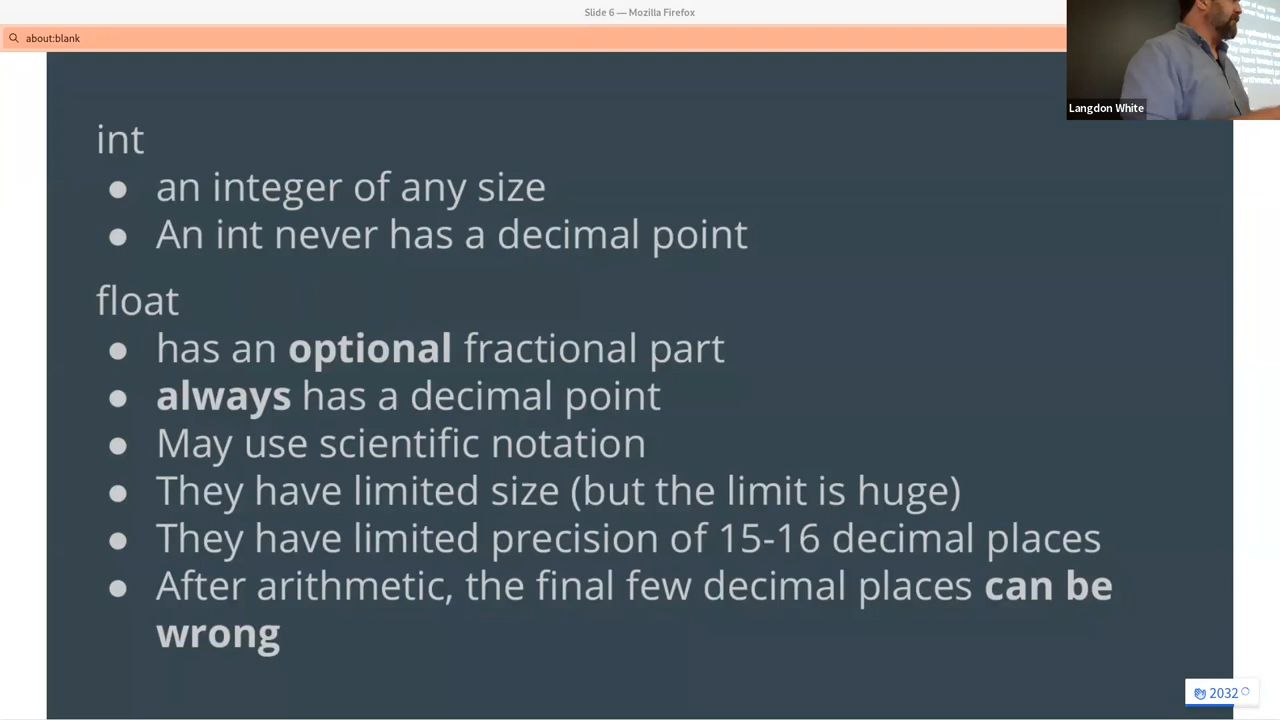 Slide 6 — Mozilla Firefox
about:blank
Langdon White
int
● an integer of any size
● An int never has a decimal point
float
● has an optional fractional part
● always has a decimal point
● May use scientific notation
● They have limited size (but the limit is huge)
● They have limited precision of 15-16 decimal places
● After arithmetic, the final few decimal places can be
wrong
2032